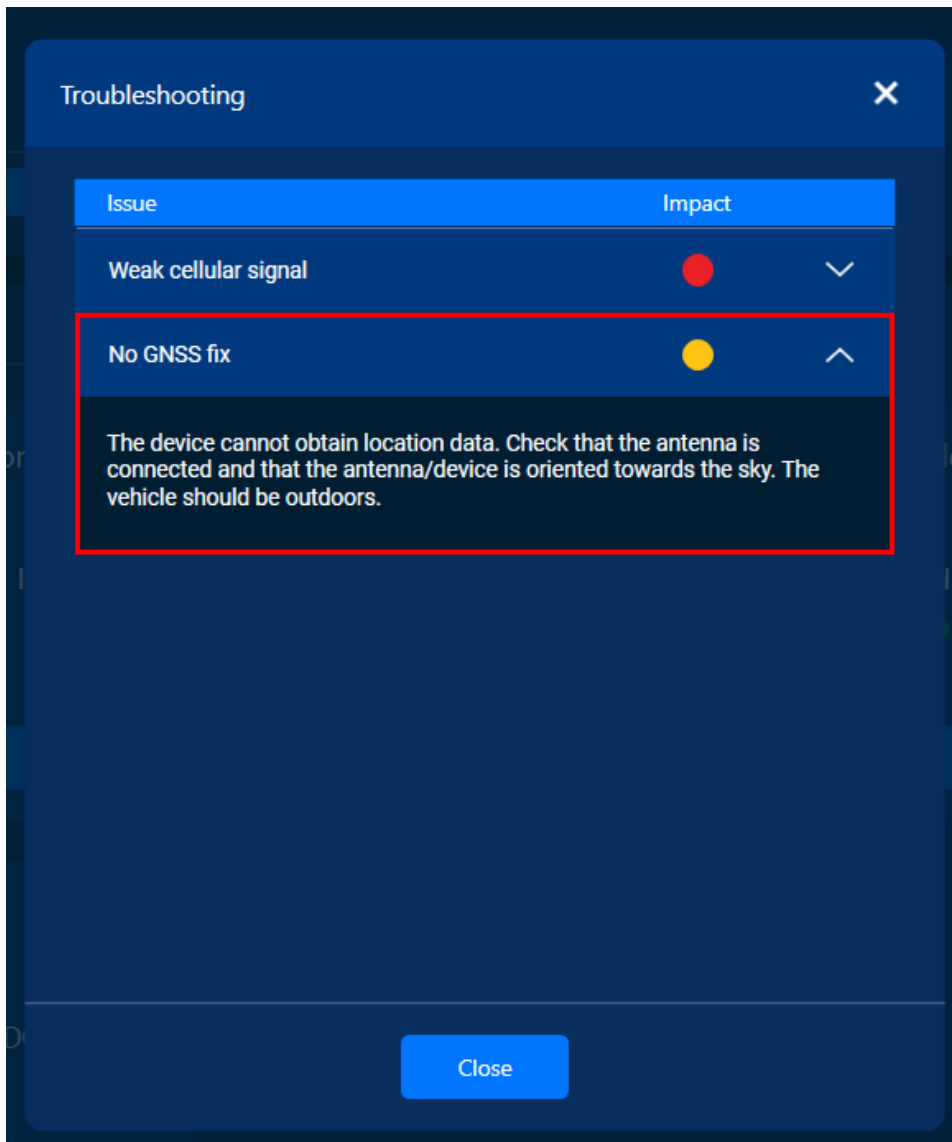 Troubleshooting
Issue Impact
Weak cellular signal
No GNSS fix
The device cannot obtain location data. Check that the antenna is
connected and that the antenna/device is oriented towards the sky. The
vehicle should be outdoors.
Close